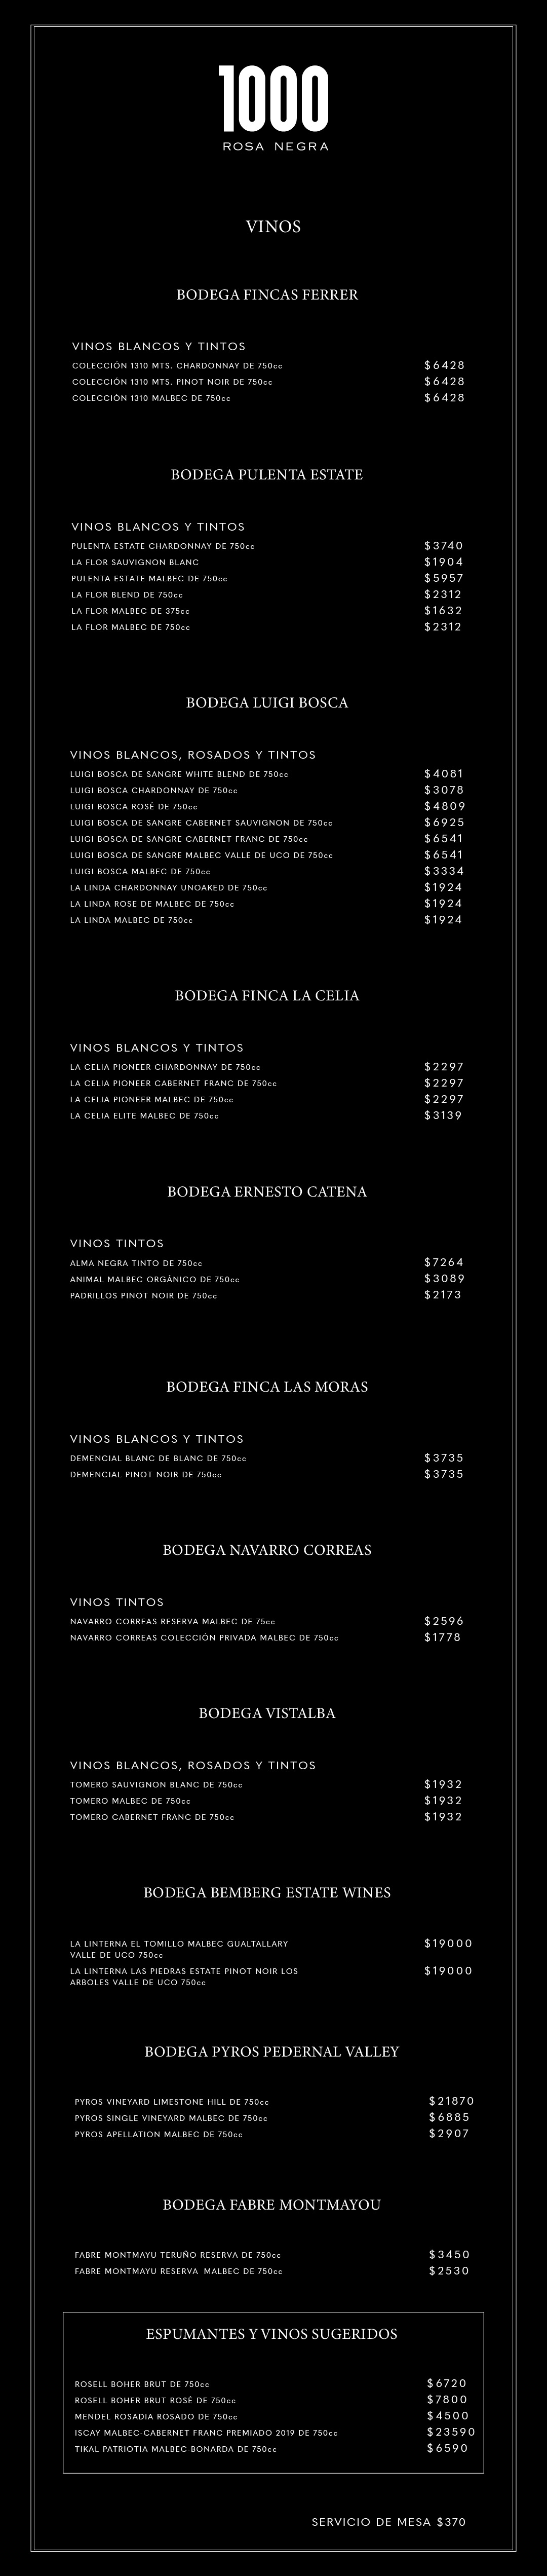 1000
ROSA NEGRA
VINOS
BODEGA FINCAS FERRER
VINOS BLANCOS Y TINTOS
COLECCIÓN 1310 MTS. CHARDONNAY DE 750cc $6428
COLECCIÓN 1310 MTS. PINOT NOIR DE 750cc $6428
COLECCIÓN 1310 MALBEC DE 750cc $6428
BODEGA PULENTA ESTATE
VINOS BLANCOS Y TINTOS
PULENTA ESTATE CHARDONNAY DE 750cc $3740
LA FLOR SAUVIGNON BLANC $1904
PULENTA ESTATE MALBEC DE 750cc $5957
LA FLOR BLEND DE 750cc $2312
LA FLOR MALBEC DE 375cc $1632
LA FLOR MALBEC DE 750cc $2312
BODEGA LUIGI BOSCA
VINOS BLANCOS, ROSADOS Y TINTOS
LUIGI BOSCA DE SANGRE WHITE BLEND DE 750cc $4081
LUIGI BOSCA CHARDONNAY DE 750cc $3078
LUIGI BOSCA ROSÉ DE 750cc $4809
LUIGI BOSCA DE SANGRE CABERNET SAUVIGNON DE 750cc $6925
LUIGI BOSCA DE SANGRE CABERNET FRANC DE 750cc $6541
LUIGI BOSCA DE SANGRE MALBEC VALLE DE UCO DE 750cc $6541
LUIGI BOSCA MALBEC DE 750cc $3334
LA LINDA CHARDONNAY UNOAKED DE 750cc $1924
LA LINDA ROSE DE MALBEC DE 750cc $1924
LA LINDA MALBEC DE 750cc $1924
BODEGA FINCA LA CELIA
VINOS BLANCOS Y TINTOS
LA CELIA PIONEER CHARDONNAY DE 750cc $2297
LA CELIA PIONEER CABERNET FRANC DE 750cc $2297
LA CELIA PIONEER MALBEC DE 750cc $2297
LA CELIA ELITE MALBEC DE 750cc $3139
BODEGA ERNESTO CATENA
VINOS TINTOS
ALMA NEGRA TINTO DE 750cc $7264
ANIMAL MALBEC ORGÁNICO DE 750cc $3089
PADRILLOS PINOT NOIR DE 750cc $2173
BODEGA FINCA LAS MORAS
VINOS BLANCOS Y TINTOS
DEMENCIAL BLANC DE BLANC DE 750cc $3735
DEMENCIAL PINOT NOIR DE 750cc $3735
BODEGA NAVARRO CORREAS
VINOS TINTOS
NAVARRO CORREAS RESERVA MALBEC DE 75cc $2596
NAVARRO CORREAS COLECCIÓN PRIVADA MALBEC DE 750cc $1778
BODEGA VISTALBA
VINOS BLANCOS, ROSADOS Y TINTOS
TOMERO SAUVIGNON BLANC DE 750cc $1932
TOMERO MALBEC DE 750cc $1932
TOMERO CABERNET FRANC DE 750cc $1932
BODEGA BEMBERG ESTATE WINES
LA LINTERNA EL TOMILLO MALBEC GUALTALLARY $19000
VALLE DE UCO 750cc
LA LINTERNA LAS PIEDRAS ESTATE PINOT NOIR LOS $19000
ARBOLES VALLE DE UCO 750cc
BODEGA PYROS PEDERNAL VALLEY
PYROS VINEYARD LIMESTONE HILL DE 750cc $21870
PYROS SINGLE VINEYARD MALBEC DE 750cc $6885
PYROS APELLATION MALBEC DE 750cc $2907
BODEGA FABRE MONTMAYOU
FABRE MONTMAYU TERUÑO RESERVA DE 750cc $3450
FABRE MONTMAYU RESERVA MALBEC DE 750cc $2530
ESPUMANTES Y VINOS SUGERIDOS
ROSELL BOHER BRUT DE 750cc $6720
ROSELL BOHER BRUT ROSÉ DE 750cc $7800
MENDEL ROSADIA ROSADO DE 750cc $4500
ISCAY MALBEC-CABERNET FRANC PREMIADO 2019 DE 750cc $23590
TIKAL PATRIOTIA MALBEC-BONARDA DE 750cc $6590
SERVICIO DE MESA $370